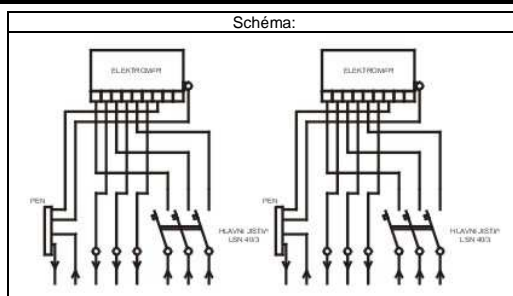 Schéma:
ELEKTROMĚR
ELEKTROMĚR
PEN
HLAVNÍ JISTIČ
LSN 40/3
PEN
HLAVNÍ JISTIČ
LSN 40/3